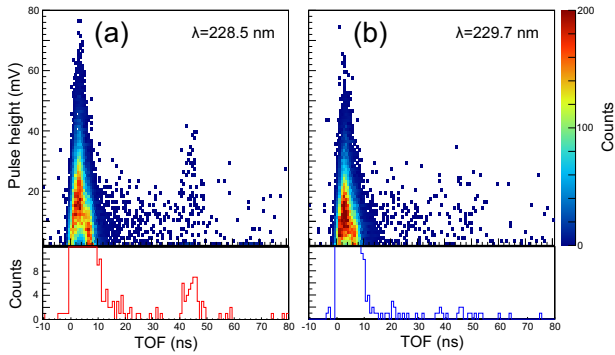 (a) λ=228.5 nm
(b) λ=229.7 nm
Pulse height (mV)
80
60
40
20
Counts
8
4
0
-10 0 10 20 30 40 50 60 70 80
TOF (ns)
-10 0 10 20 30 40 50 60 70 80
TOF (ns)
200
100
0
Counts